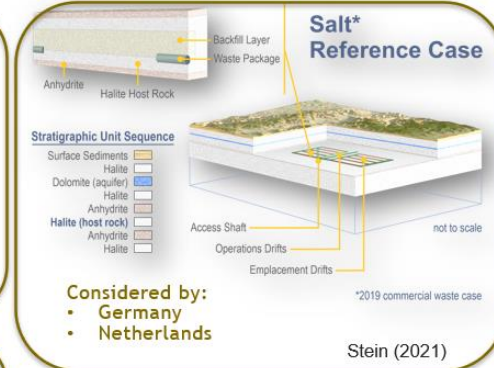 Salt*
Reference Case
Backfill Layer
Waste Package
Anhydrite
Halite Host Rock
Stratigraphic Unit Sequence
Surface Sediments
Halite
Dolomite (aquifer)
Halite
Anhydrite
Halite (host rock)
Anhydrite
Halite
Access Shaft
Operations Drifts
Emplacement Drifts
not to scale
*2019 commercial waste case
Considered by:
• Germany
• Netherlands
Stein (2021)